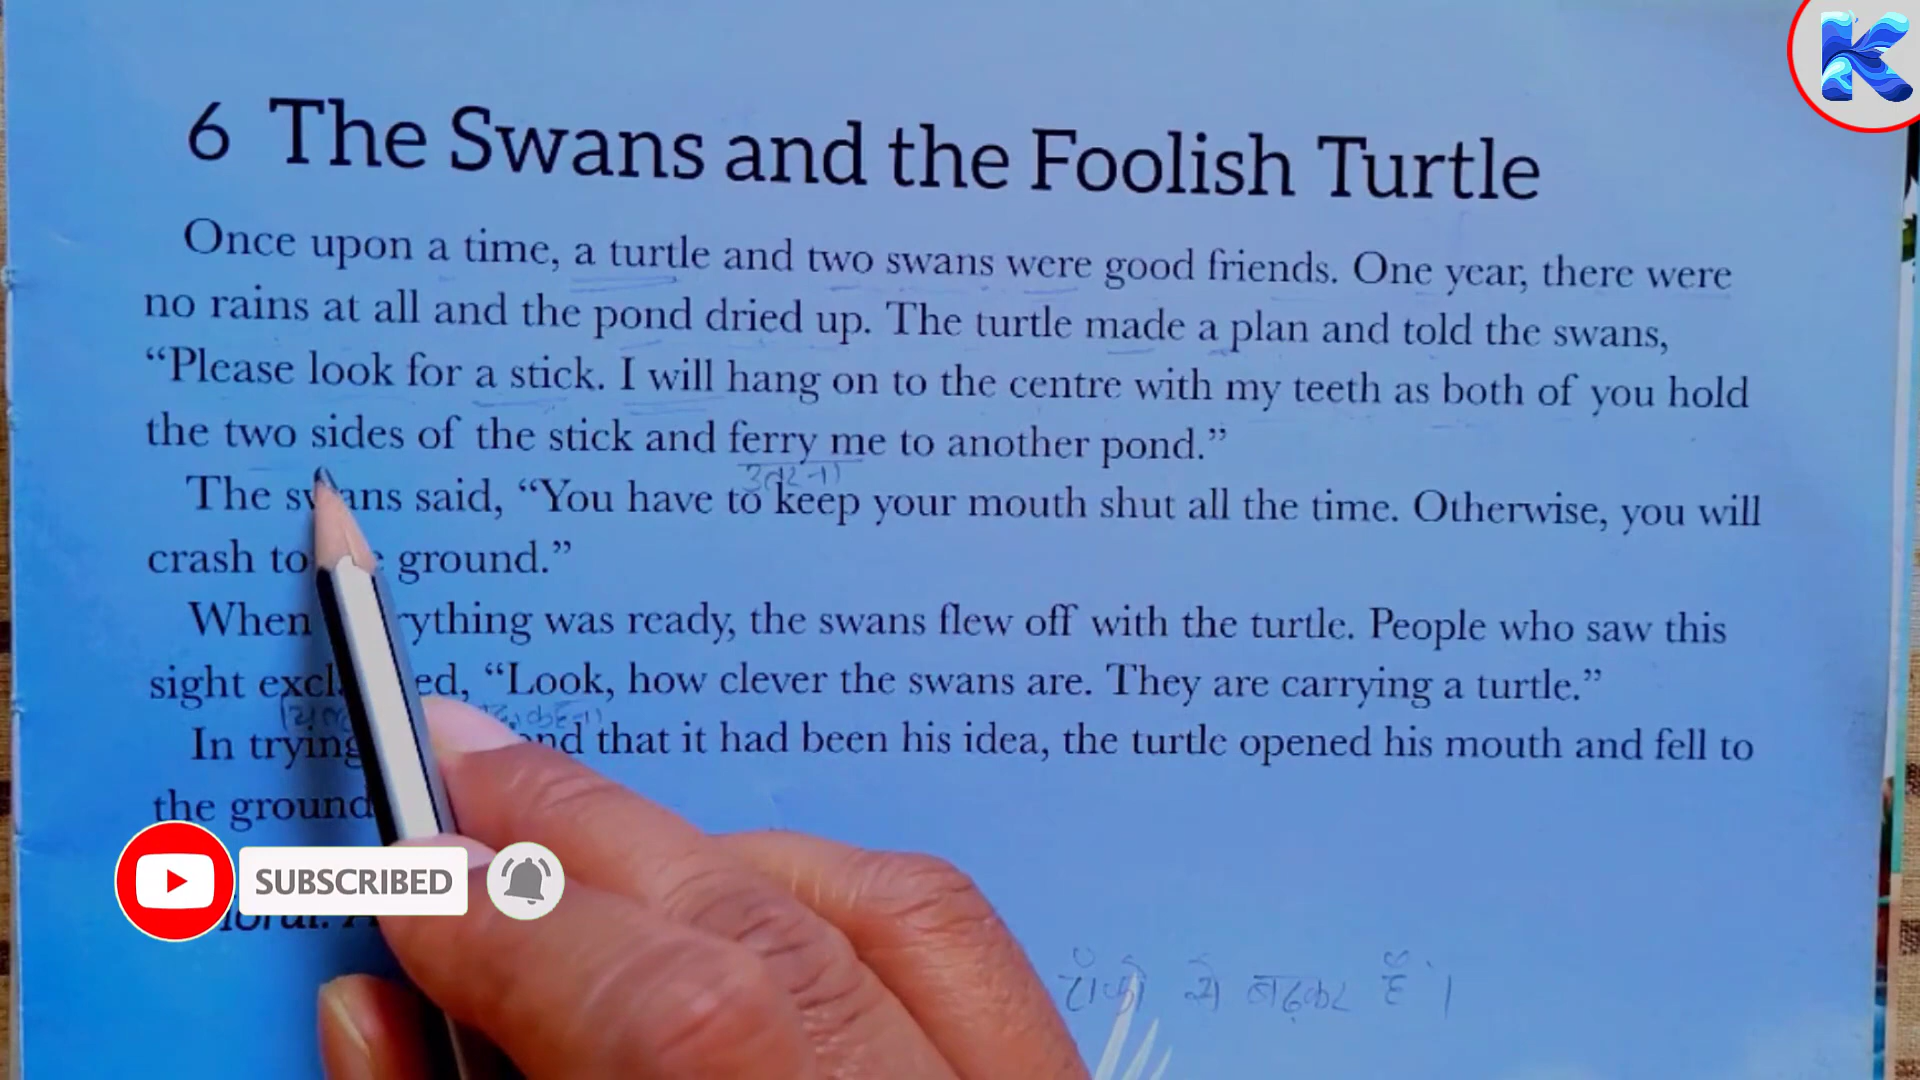 K
6 The Swans and the Foolish Turtle
Once upon a time, a turtle and two swans were good friends. One year, there were
no rains at all and the pond dried up. The turtle made a plan and told the swans,
“Please look for a stick. I will hang on to the centre with my teeth as both of you hold
the two sides of the stick and ferry me to another pond.”
The swans said, “You have to keep your mouth shut all the time. Otherwise, you will
crash to ground.”
When was ready, the swans flew off with the turtle. People who saw this
sight “Look, how clever the swans are. They are carrying a turtle.”
In trying that it had been his idea, the turtle opened his mouth and fell to
the ground
SUBSCRIBED
से बढ़कर हैं।